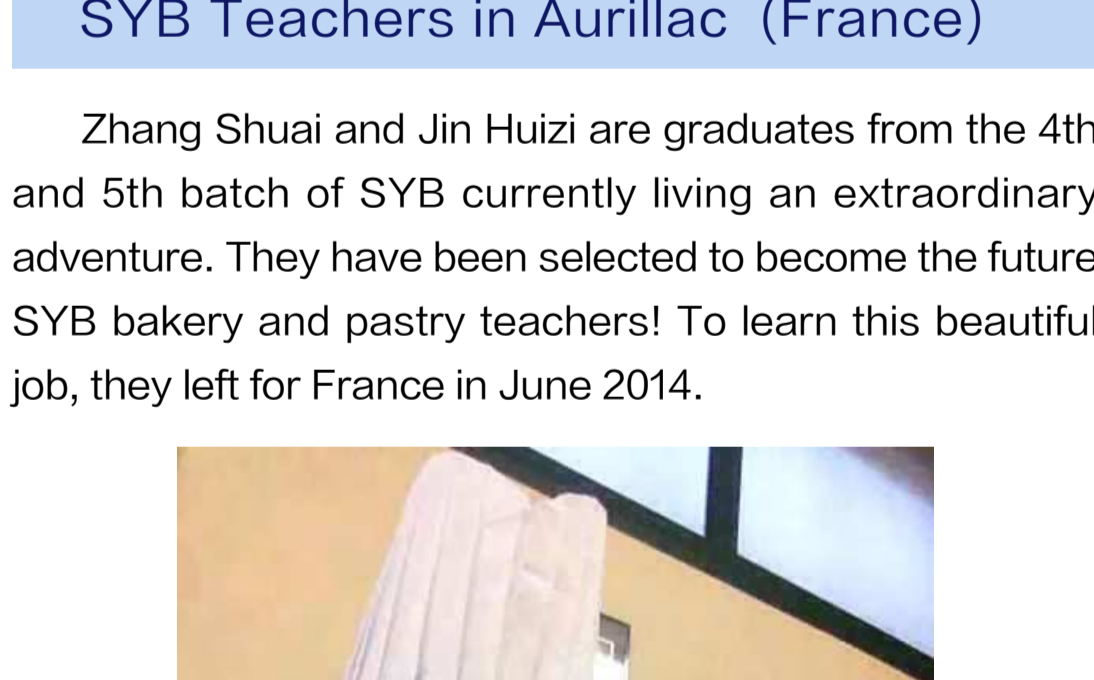 SYB Teachers in Aurillac (France)
Zhang Shuai and Jin Huizi are graduates from the 4th
and 5th batch of SYB currently living an extraordinary
adventure. They have been selected to become the future
SYB bakery and pastry teachers! To learn this beautiful
job, they left for France in June 2014.